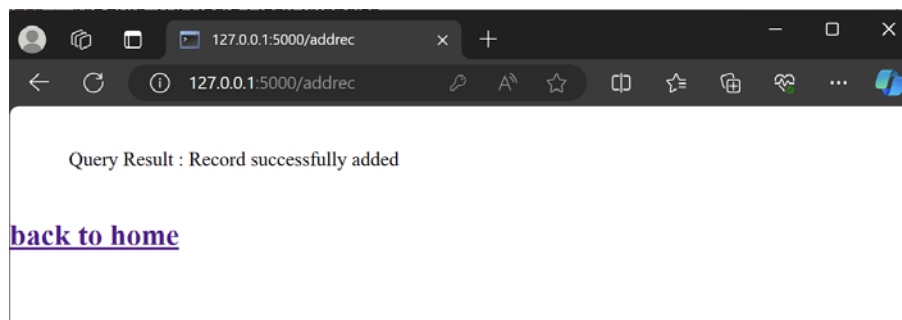 127.0.0.1:5000/addrec
127.0.0.1:5000/addrec
Query Result : Record successfully added
back to home